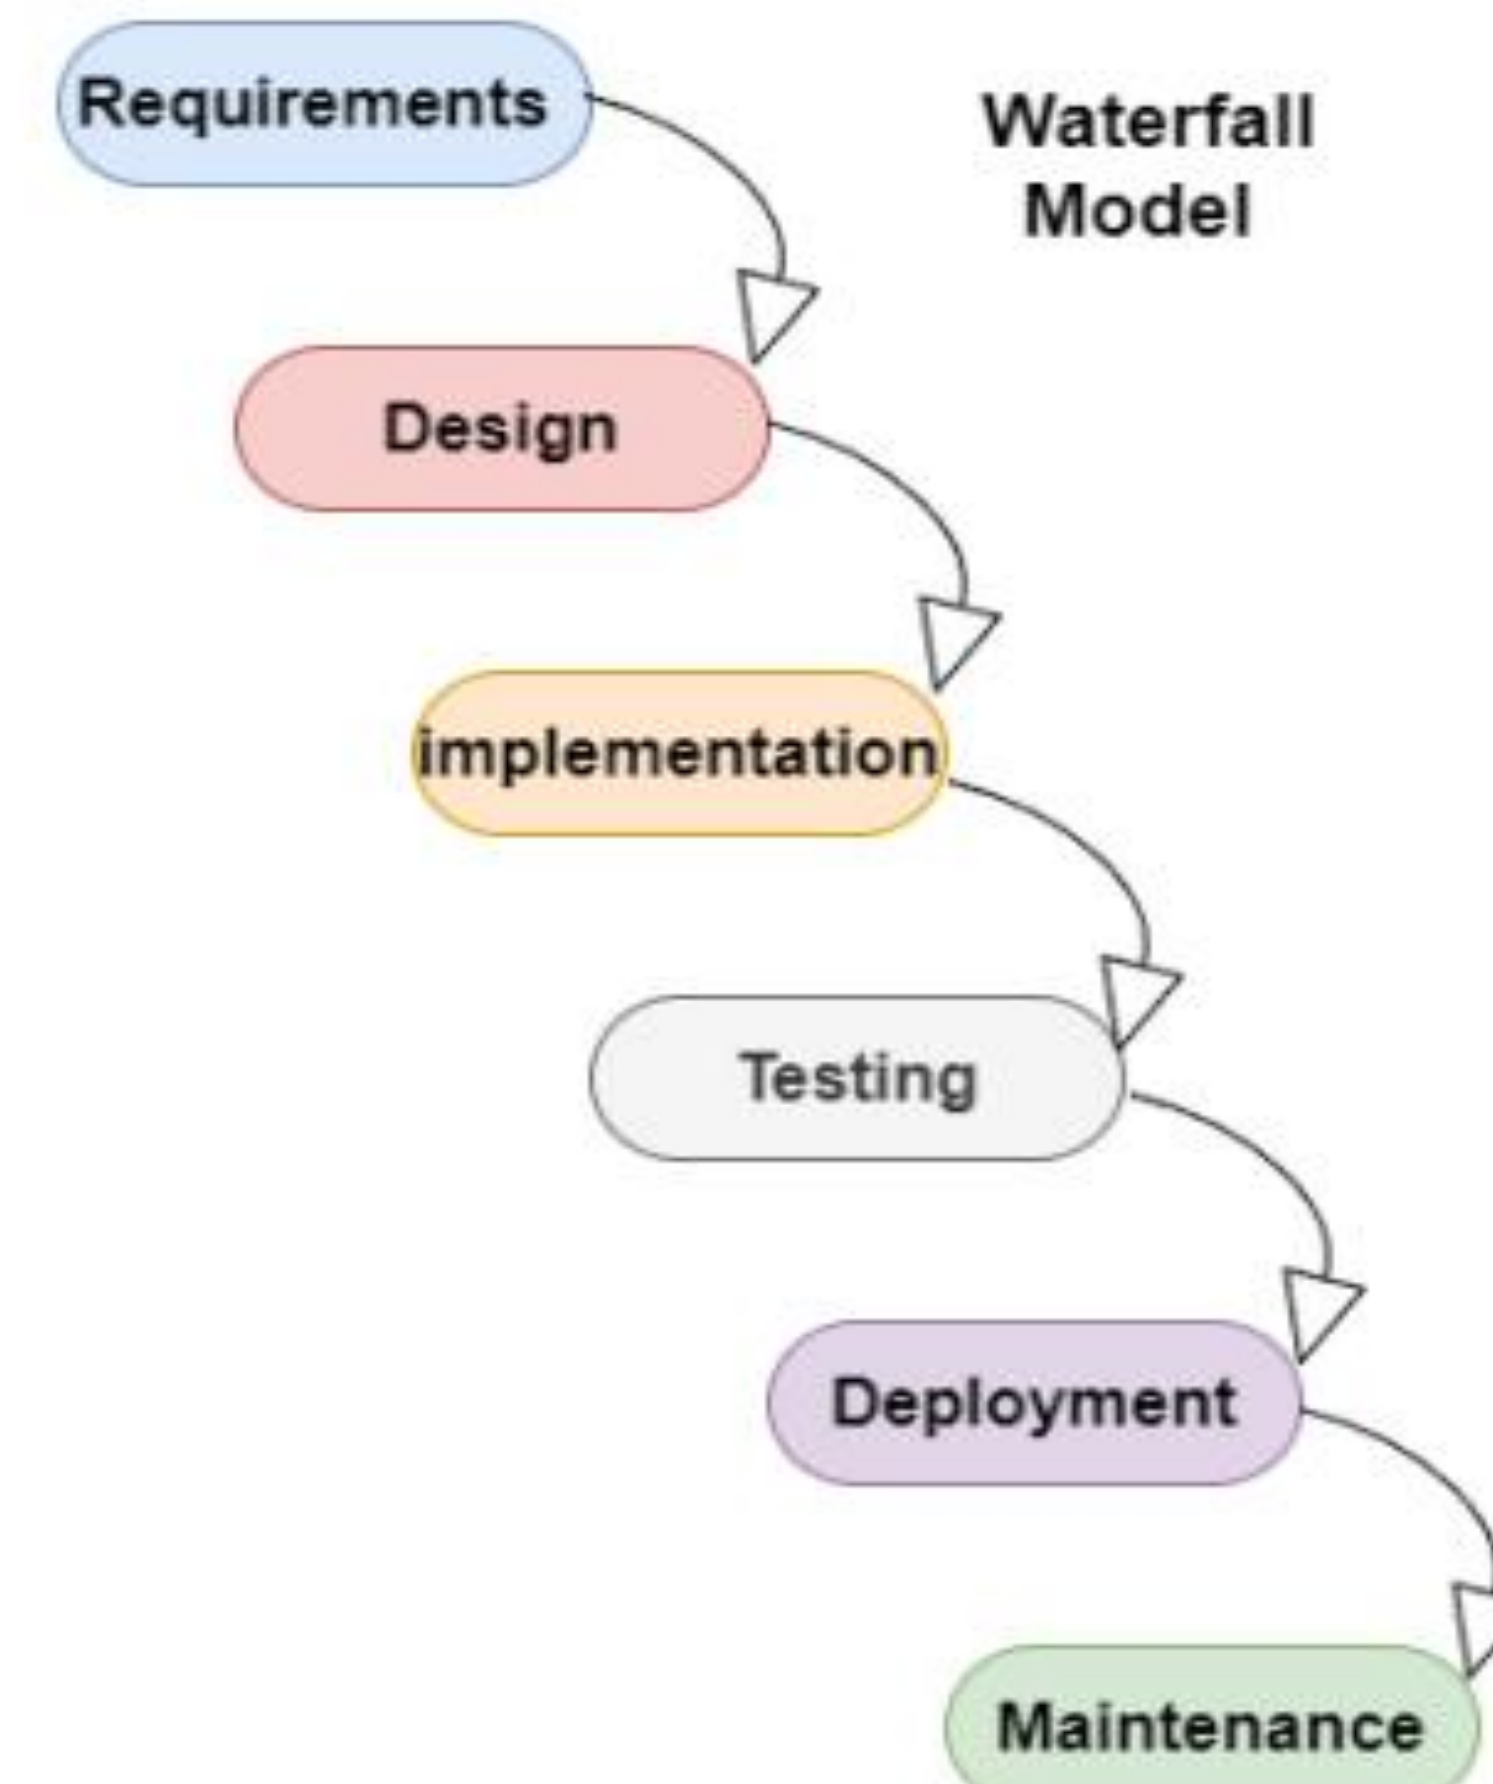 Requirements
Waterfall
Model
Design
implementation
Testing
Deployment
Maintenance